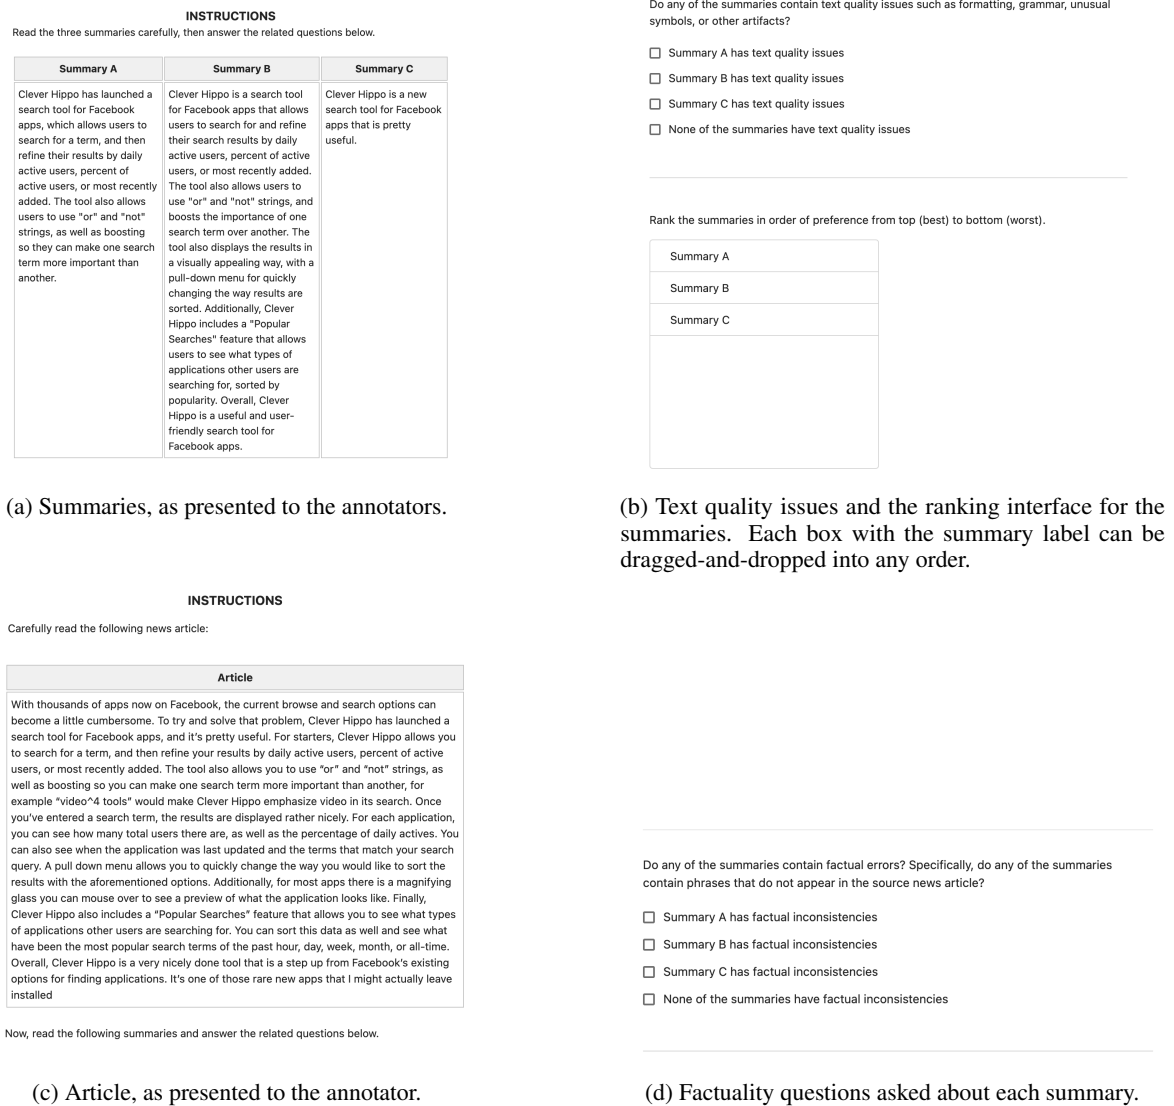 INSTRUCTIONS
Read the three summaries carefully, then answer the related questions below.
Summary A
Clever Hippo has launched a
search tool for Facebook
apps, which allows users to
search for a term, and then
refine their results by daily
active users, percent of
active users, or most recently
added. The tool also allows
users to use "or" and "not"
strings, as well as boosting
so they can make one search
term more important than
another.
Summary B
Clever Hippo is a search tool
for Facebook apps that allows
users to search for and refine
their search results by daily
active users, percent of active
users, or most recently added.
The tool also allows users to
use "or" and "not" strings, and
boosts the importance of one
search term over another. The
tool also displays the results in
a visually appealing way, with a
pull-down menu for quickly
changing the way results are
sorted. Additionally, Clever
Hippo includes a "Popular
Searches" feature that allows
users to see what types of
applications other users are
searching for, sorted by
popularity. Overall, Clever
Hippo is a useful and user-
friendly search tool for
Facebook apps.
Summary C
Clever Hippo is a new
search tool for Facebook
apps that is pretty
useful.
(a) Summaries, as presented to the annotators.
Do any of the summaries contain text quality issues such as formatting, grammar, unusual
symbols, or other artifacts?
Summary A has text quality issues
Summary B has text quality issues
Summary C has text quality issues
None of the summaries have text quality issues
Rank the summaries in order of preference from top (best) to bottom (worst).
Summary A
Summary B
Summary C
(b) Text quality issues and the ranking interface for the
summaries. Each box with the summary label can be
dragged-and-dropped into any order.
INSTRUCTIONS
Carefully read the following news article:
Article
With thousands of apps now on Facebook, the current browse and search options can
become a little cumbersome. To try and solve that problem, Clever Hippo has launched a
search tool for Facebook apps, and it's pretty useful. For starters, Clever Hippo allows you
to search for a term, and then refine your results by daily active users, percent of active
users, or most recently added. The tool also allows you to use “or” and “not” strings, as
well as boosting so you can make one search term more important than another, for
example “video^4 tools” would make Clever Hippo emphasize video in its search. Once
you've entered a search term, the results are displayed rather nicely. For each application,
you can see how many total users there are, as well as the percentage of daily actives. You
can also see when the application was last updated and the terms that match your search
query. A pull down menu allows you to quickly change the way you would like to sort the
results with the aforementioned options. Additionally, for most apps there is a magnifying
glass you can mouse over to see a preview of what the application looks like. Finally,
Clever Hippo also includes a “Popular Searches” feature that allows you to see what types
of applications other users are searching for. You can sort this data as well and see what
have been the most popular search terms of the past hour, day, week, month, or all-time.
Overall, Clever Hippo is a very nicely done tool that is a step up from Facebook's existing
options for finding applications. It's one of those rare new apps that I might actually leave
installed
Now, read the following summaries and answer the related questions below.
(c) Article, as presented to the annotator.
Do any of the summaries contain factual errors? Specifically, do any of the summaries
contain phrases that do not appear in the source news article?
Summary A has factual inconsistencies
Summary B has factual inconsistencies
Summary C has factual inconsistencies
None of the summaries have factual inconsistencies
(d) Factuality questions asked about each summary.